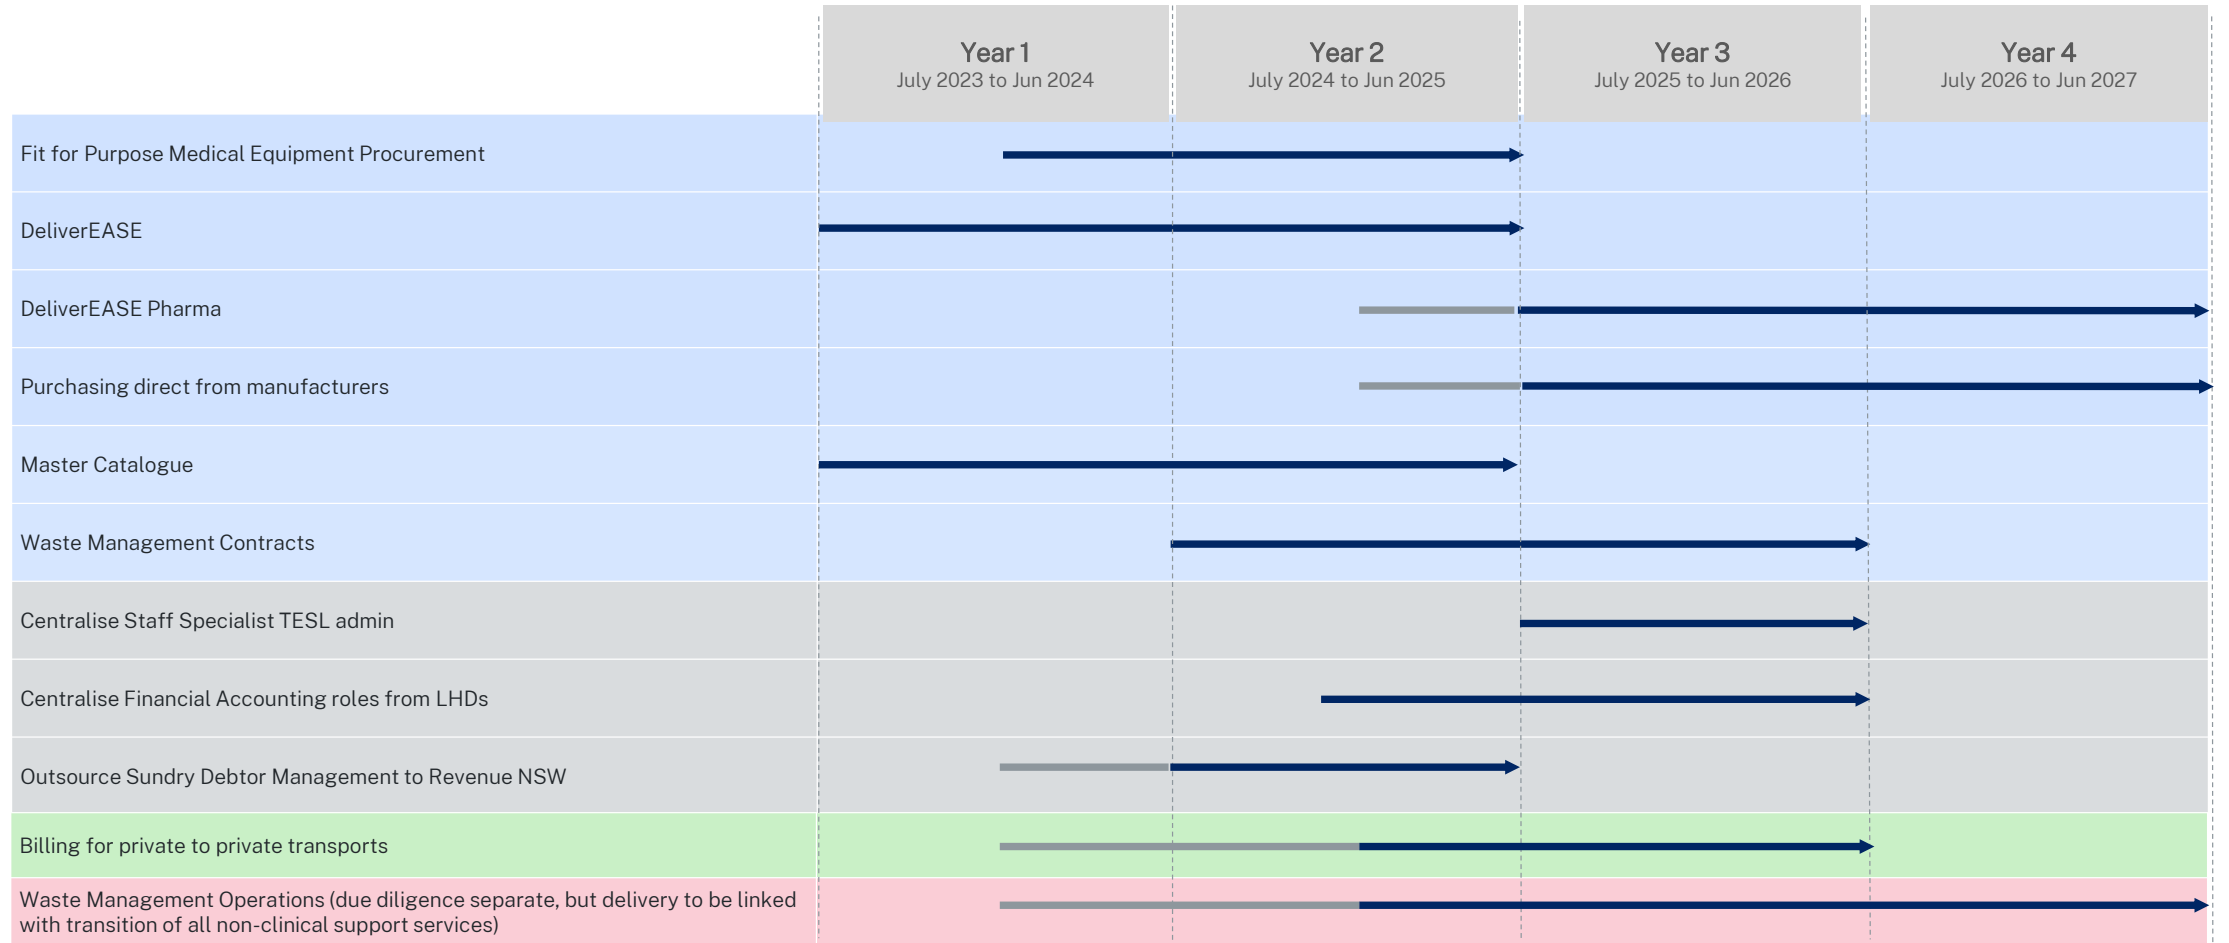 Year 1
July 2023 to Jun 2024
Year 2
July 2024 to Jun 2025
Year 3
July 2025 to Jun 2026
Year 4
July 2026 to Jun 2027
Fit for Purpose Medical Equipment Procurement
DeliverEASE
DeliverEASE Pharma
Purchasing direct from manufacturers
Master Catalogue
Waste Management Contracts
Centralise Staff Specialist TESL admin
Centralise Financial Accounting roles from LHDs
Outsource Sundry Debtor Management to Revenue NSW
Billing for private to private transports
Waste Management Operations (due diligence separate, but delivery to be linked
with transition of all non-clinical support services)